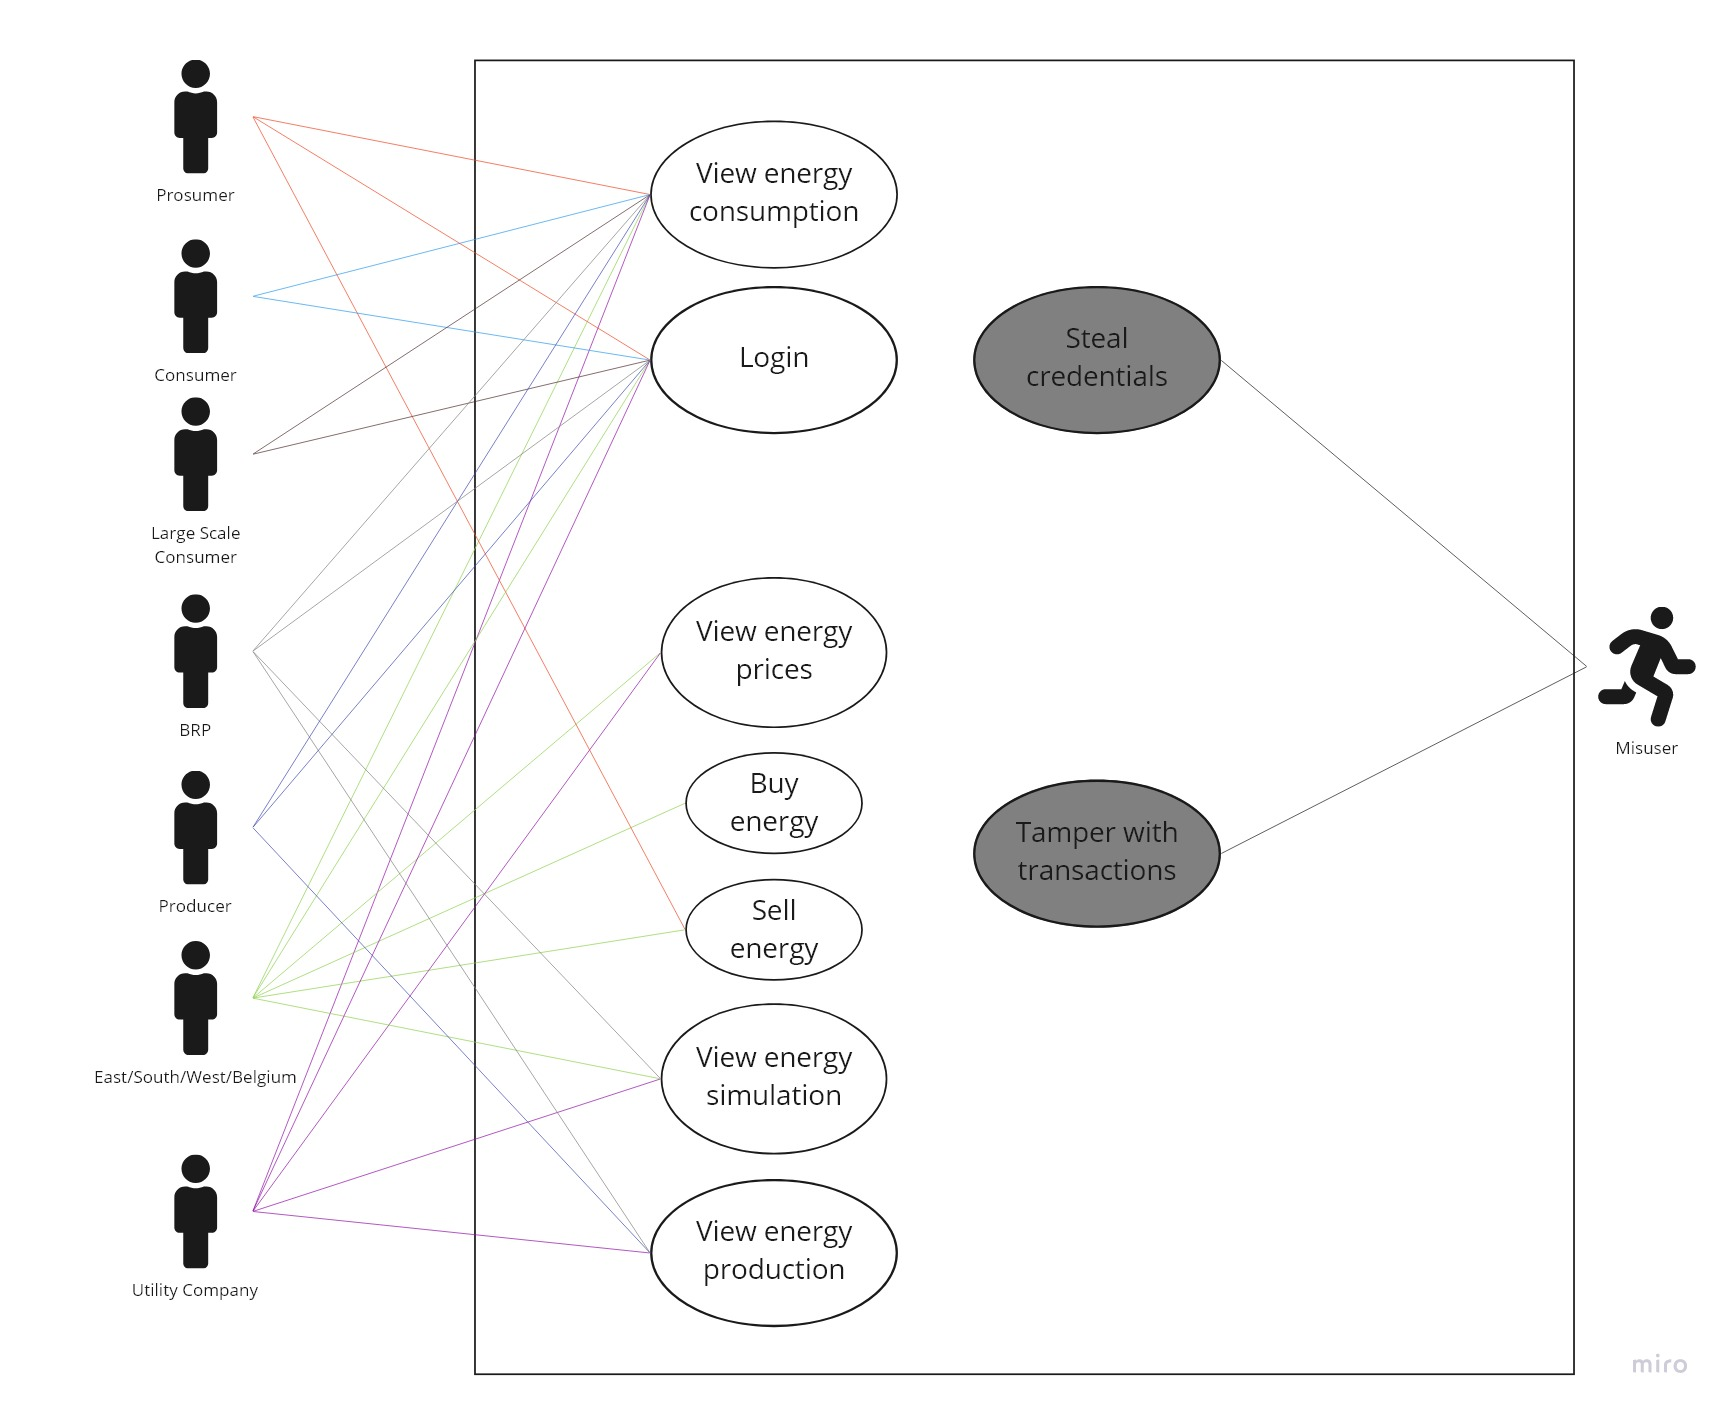 Prosumer
Consumer
Large Scale
Consumer
BRP
Producer
East/South/West/Belgium
Utility Company
View energy
consumption
Login
View energy
prices
Buy
energy
Sell
energy
View energy
simulation
View energy
production
Steal
credentials
Tamper with
transactions
Misuser
miro